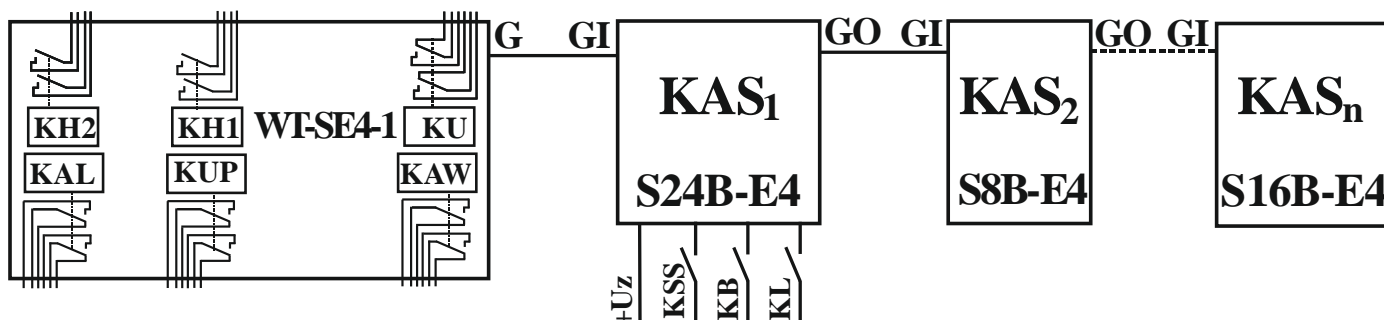 G GI GO GI GO GI
KH2 KH1 WT-SE4-1 KU
KAL KUP KAW
KAS1 KAS2 KASn
S24B-E4 S8B-E4 S16B-E4
+Uz KSS KB KL